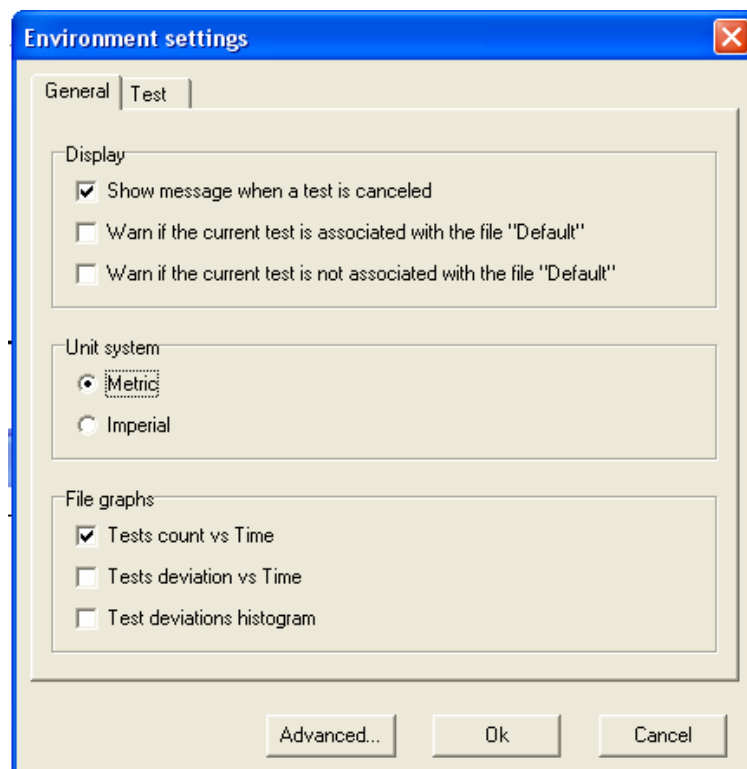 Environment settings
General
Test
Display
Show message when a test is canceled
Warn if the current test is associated with the file "Default"
Warn if the current test is not associated with the file "Default"
Unit system
Metric
Imperial
File graphs
Tests count vs Time
Tests deviation vs Time
Test deviations histogram
Advanced...
Ok
Cancel